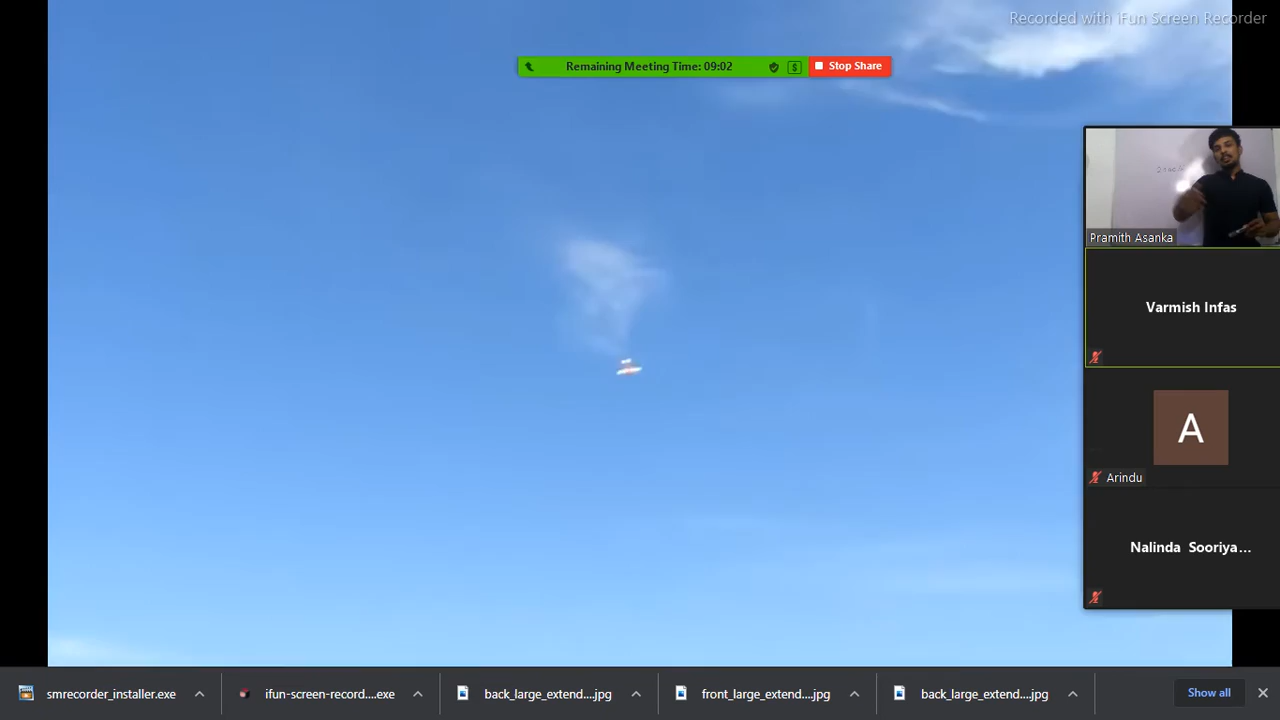 Recorded with iFun Screen Recorder
Remaining Meeting Time: 09:02
$
Stop Share
Pramith Asanka
Varmish Infas
A
Arindu
Nalinda Sooriya...
smrecorder_installer.exe
ifun-screen-record....exe
back_large_extend....jpg
front_large_extend....jpg
back_large_extend....jpg
Show all